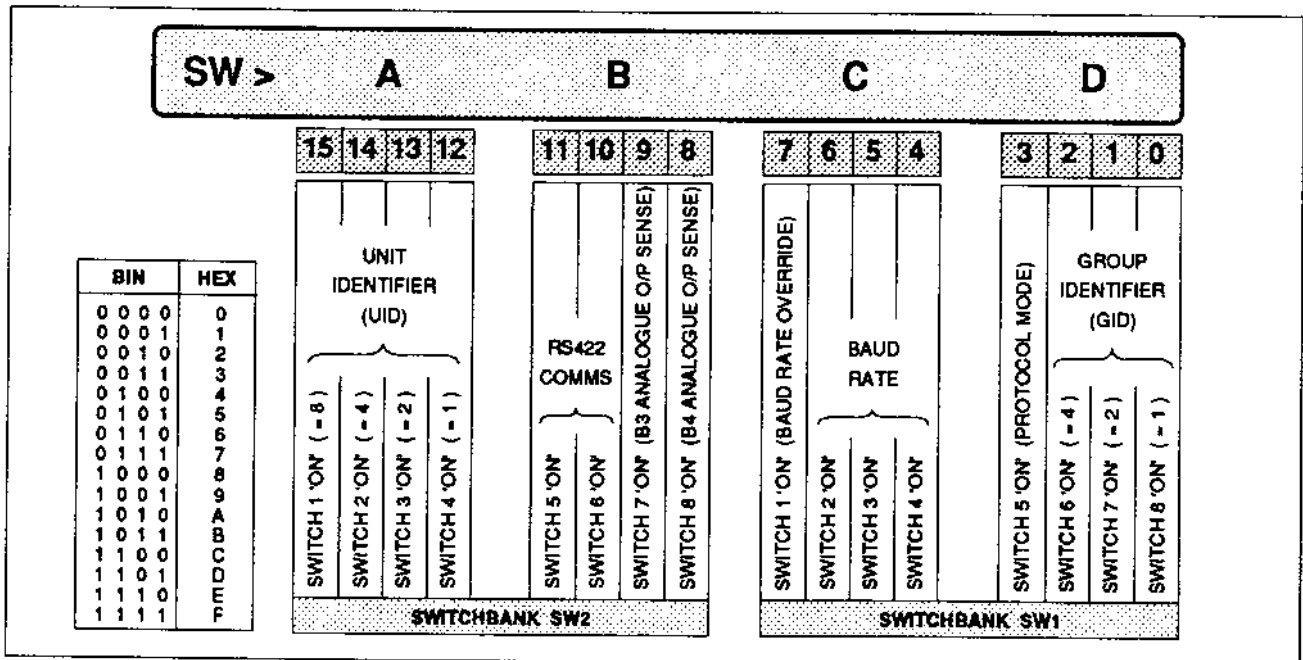 SW > A B C D
15 14 13 12 11 10 9 8 7 6 5 4 3 2 1 0
BIN HEX
0 0 0 0 0
0 0 0 1 1
0 0 1 0 2
0 0 1 1 3
0 1 0 0 4
0 1 0 1 5
0 1 1 0 6
0 1 1 1 7
1 0 0 0 8
1 0 0 1 9
1 0 1 0 A
1 0 1 1 B
1 1 0 0 C
1 1 0 1 D
1 1 1 0 E
1 1 1 1 F
UNIT
IDENTIFIER
(UID)
SWITCH 1 'ON' ( = 8 )
SWITCH 2 'ON' ( = 4 )
SWITCH 3 'ON' ( = 2 )
SWITCH 4 'ON' ( = 1 )
RS422
COMMS
SWITCH 5 'ON'
SWITCH 6 'ON'
SWITCH 7 'ON' (B3 ANALOGUE O/P SENSE)
SWITCH 8 'ON' (B4 ANALOGUE O/P SENSE)
SWITCHBANK SW2
SWITCH 1 'ON' (BAUD RATE OVERRIDE)
BAUD
RATE
SWITCH 2 'ON'
SWITCH 3 'ON'
SWITCH 4 'ON'
SWITCH 5 'ON' (PROTOCOL MODE)
GROUP
IDENTIFIER
(GID)
SWITCH 6 'ON' ( = 4 )
SWITCH 7 'ON' ( = 2 )
SWITCH 8 'ON' ( = 1 )
SWITCHBANK SW1